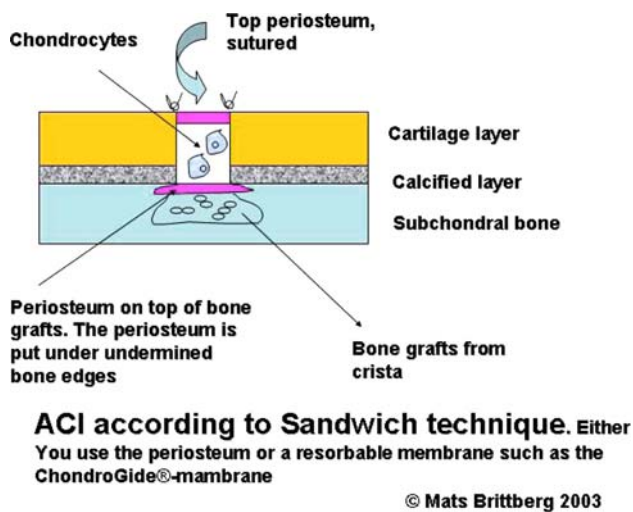 Top periosteum,
sutured
Chondrocytes
Cartilage layer
Calcified layer
Subchondral bone
Periosteum on top of bone
grafts. The periosteum is
put under undermined
bone edges
Bone grafts from
crista
ACI according to Sandwich technique. Either
You use the periosteum or a resorbable membrane such as the
ChondroGide®-mambrane
© Mats Brittberg 2003